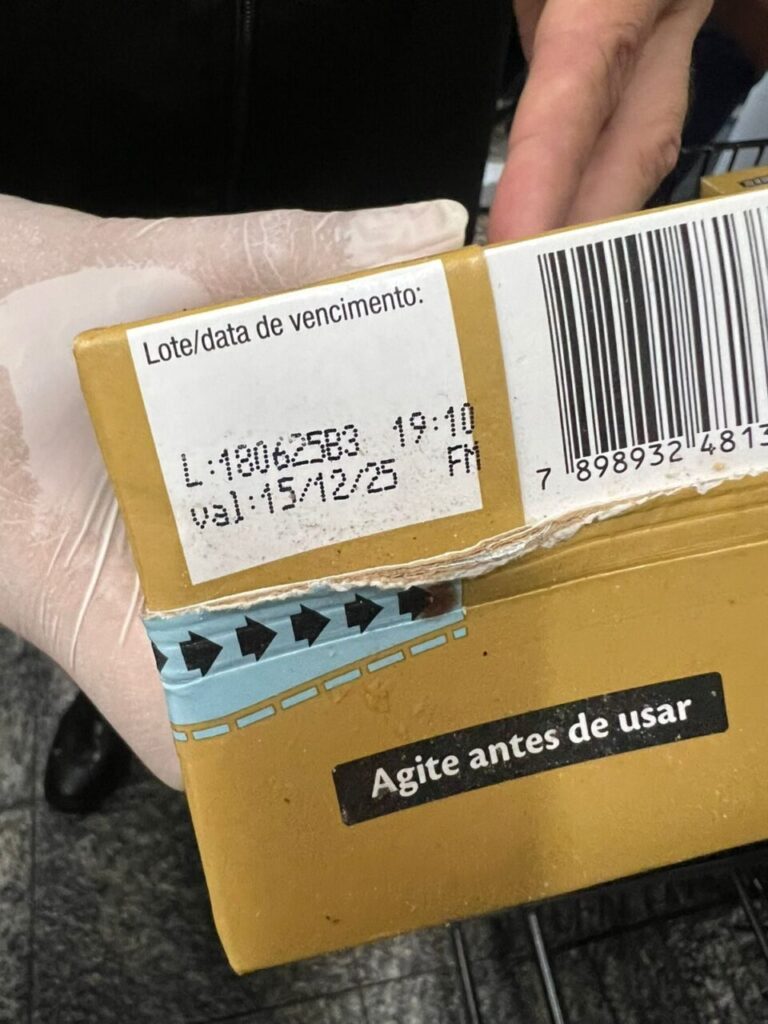 Lote/data de vencimento:
L:180625B3 19:10
val:15/12/25 FM
7 898932 4813
Agite antes de usar